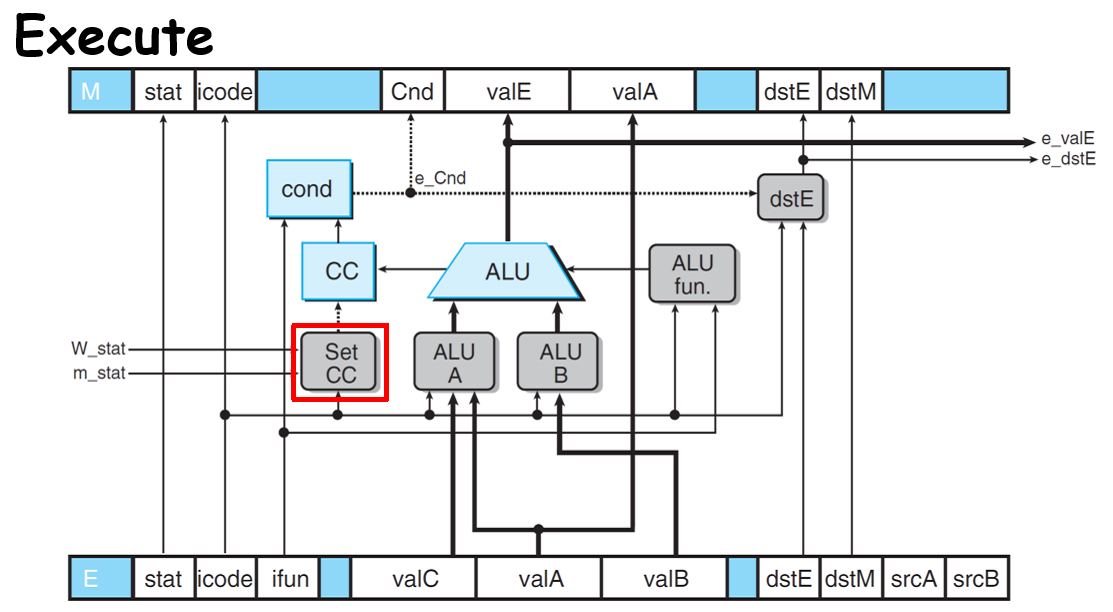 Execute
M stat icode Cnd valE valA dstE dstM
e_valE
e_dstE
e_Cnd
cond
dstE
CC
ALU
ALU
fun.
W_stat
m_stat
Set
CC
ALU
A
ALU
B
E stat icode ifun valC valA valB dstE dstM srcA srcB